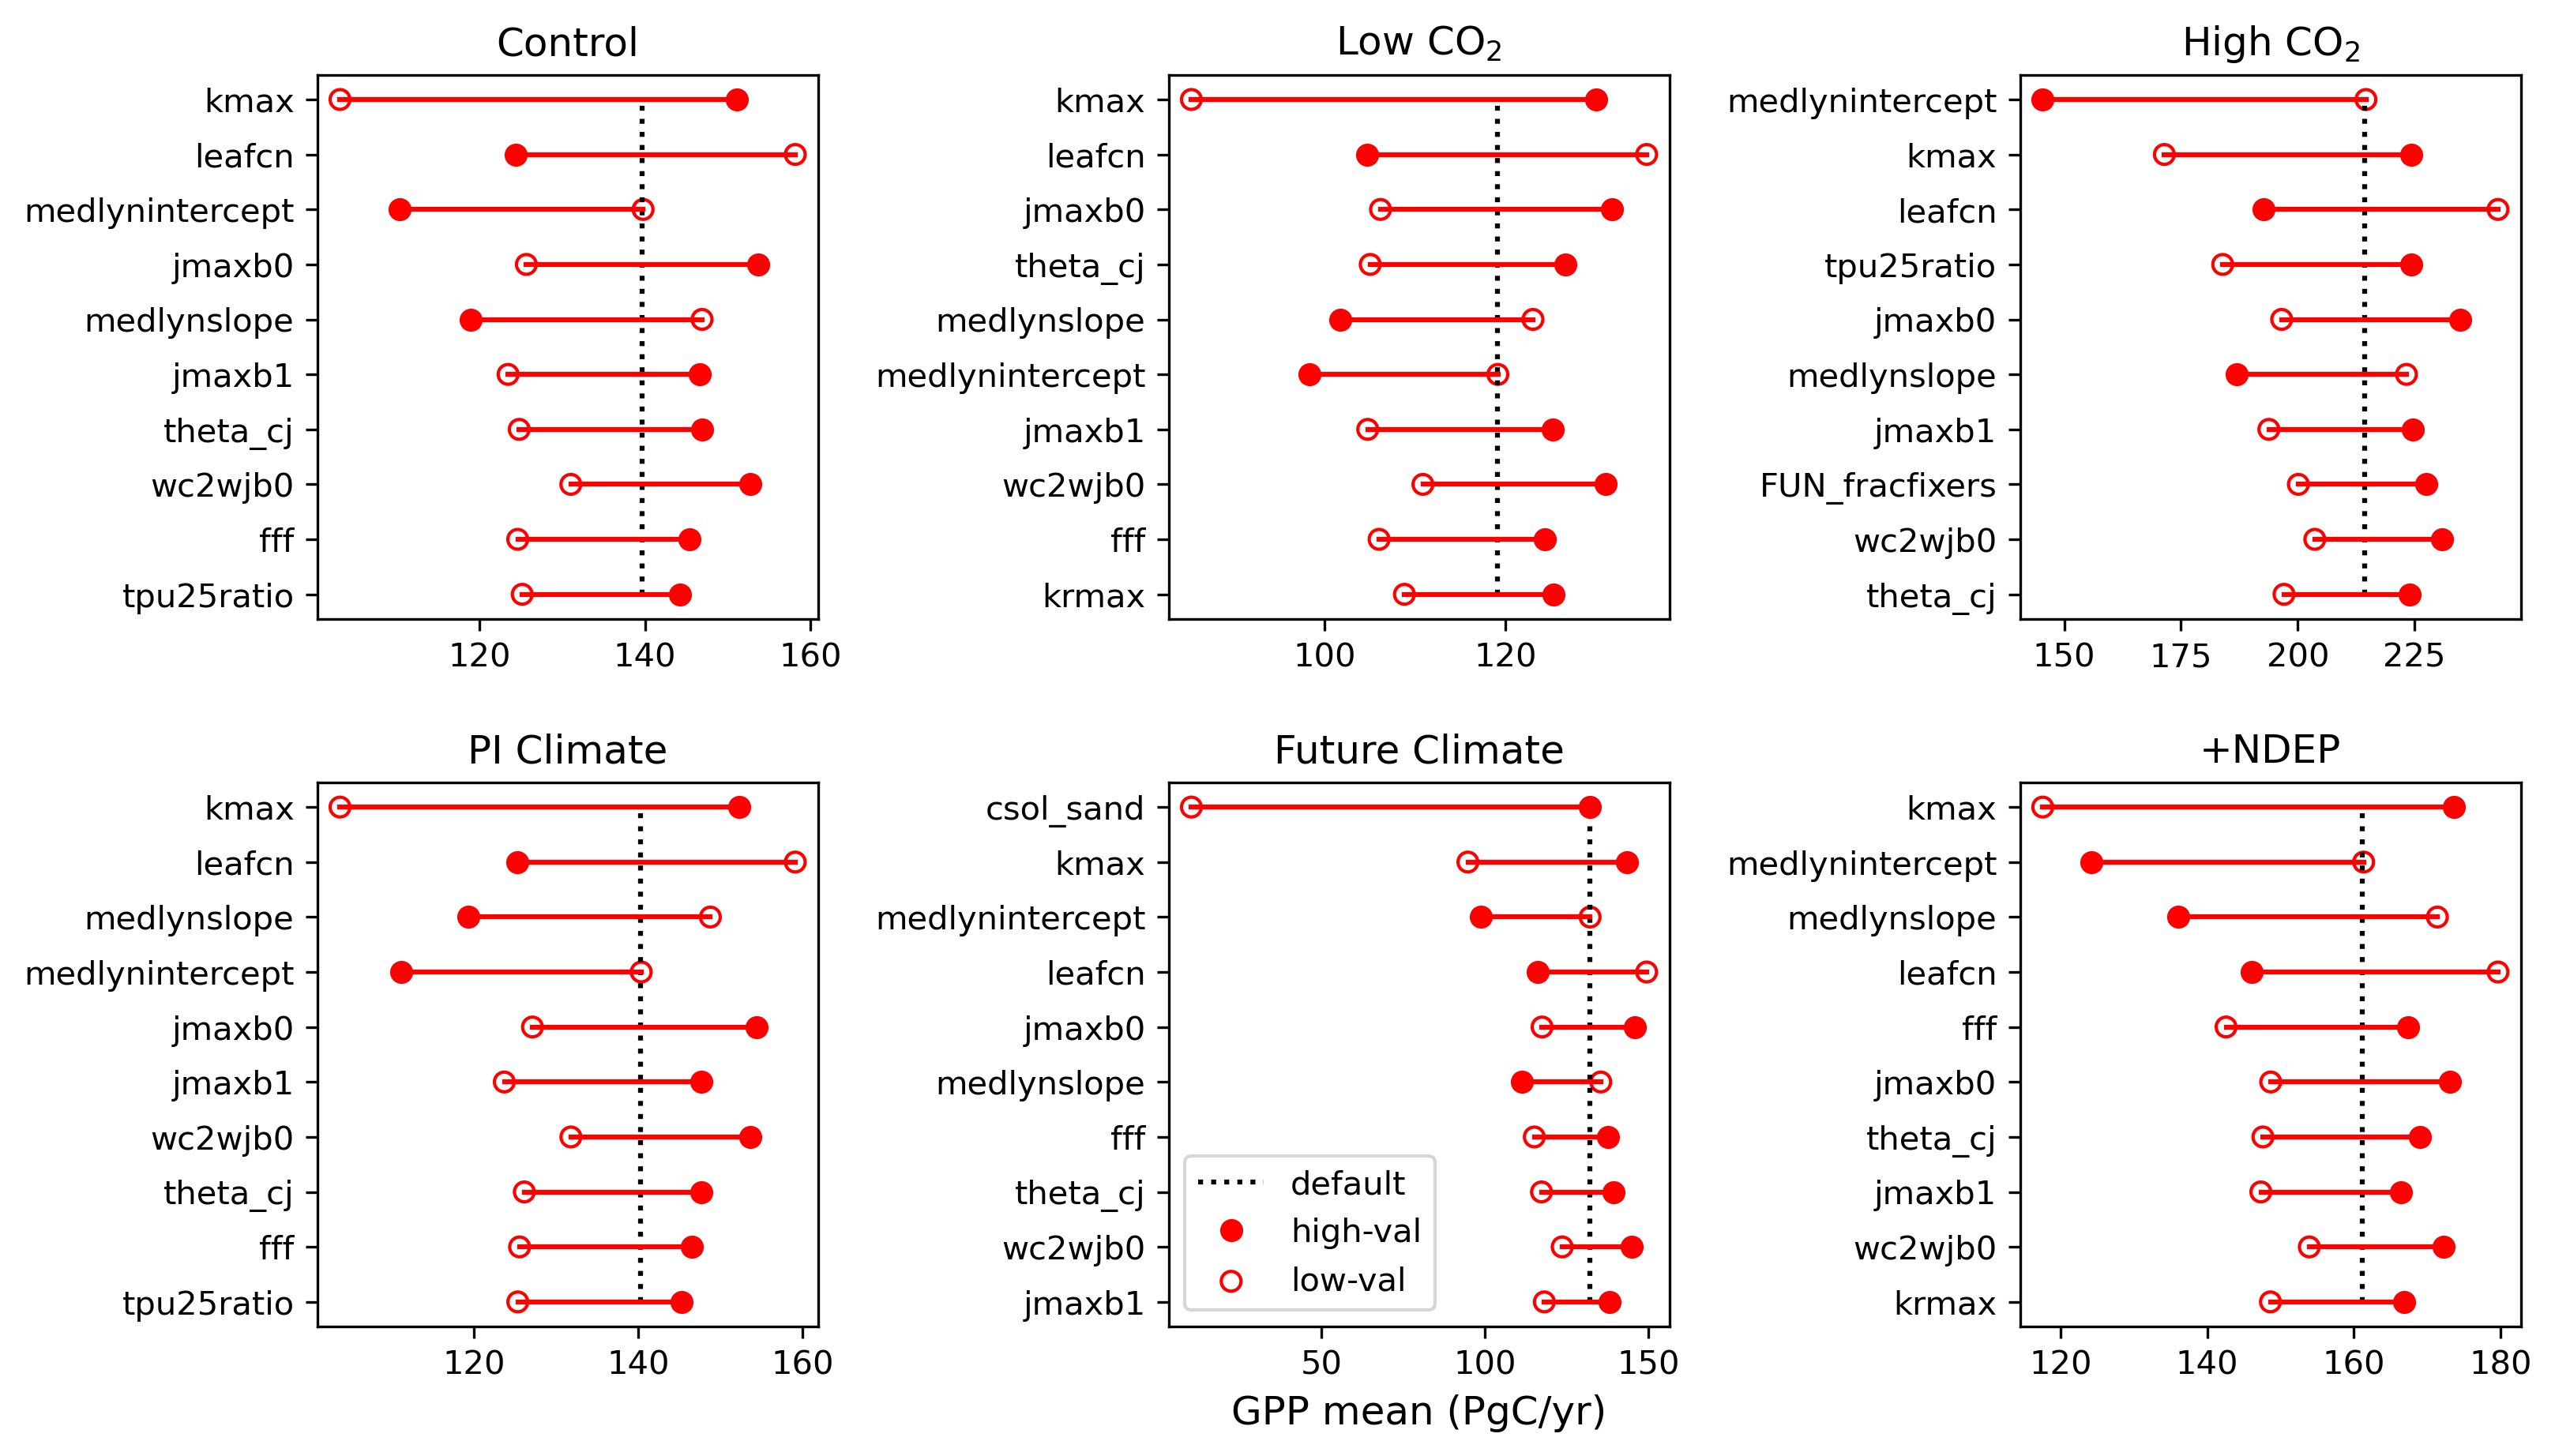 Control
kmax
leafcn
medlynintercept
jmaxb0
medlynslope
jmaxb1
theta_cj
wc2wjb0
fff
tpu25ratio
120 140 160
Low CO₂
kmax
leafcn
jmaxb0
theta_cj
medlynslope
medlynintercept
jmaxb1
wc2wjb0
fff
krmax
100 120
High CO₂
medlynintercept
kmax
leafcn
tpu25ratio
jmaxb0
medlynslope
jmaxb1
FUN_fracfixers
wc2wjb0
theta_cj
150 175 200 225
PI Climate
kmax
leafcn
medlynslope
medlynintercept
jmaxb0
jmaxb1
wc2wjb0
theta_cj
fff
tpu25ratio
120 140 160
Future Climate
csol_sand
kmax
medlynintercept
leafcn
jmaxb0
medlynslope
fff
theta_cj
wc2wjb0
jmaxb1
default
high-val
low-val
50 100 150
GPP mean (PgC/yr)
+NDEP
kmax
medlynintercept
medlynslope
leafcn
fff
jmaxb0
theta_cj
jmaxb1
wc2wjb0
krmax
120 140 160 180